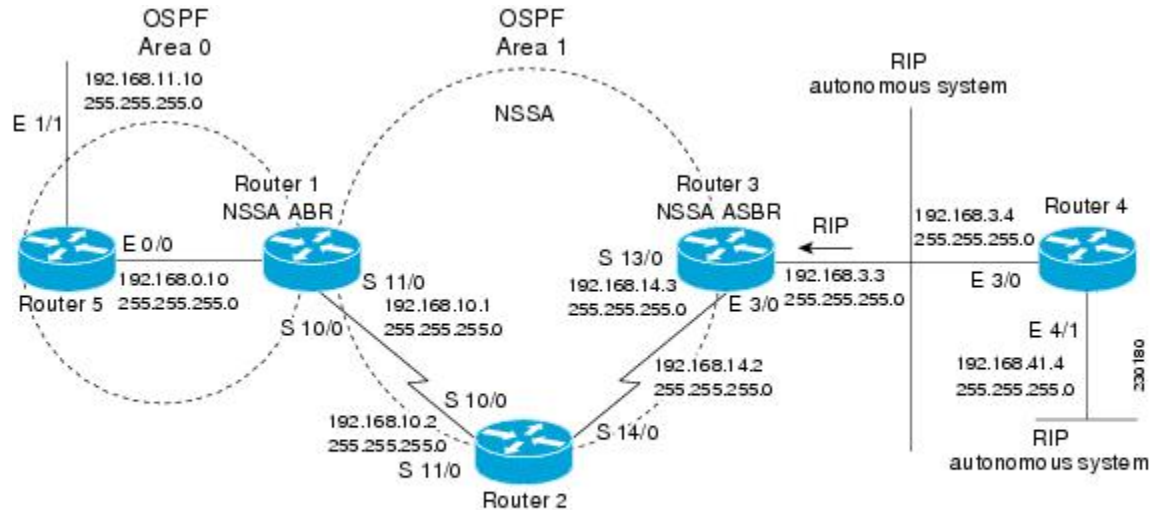 OSPF
Area 0
OSPF
Area 1
RIP
autonomous system
192.168.11.10
255.255.255.0
E 1/1
NSSA
Router 1
NSSA ABR
Router 3
NSSA ASBR
RIP
192.168.3.4
255.255.255.0
Router 4
E 0/0
192.168.0.10
255.255.255.0
Router 5
S 11/0
192.168.10.1
255.255.255.0
S 10/0
S 13/0
192.168.14.3
255.255.255.0
E 3/0
192.168.3.3
255.255.255.0
E 3/0
E 4/1
192.168.41.4
255.255.255.0
230180
192.168.14.2
255.255.255.0
S 10/0
192.168.10.2
255.255.255.0
S 11/0
S 14/0
Router 2
RIP
autonomous system